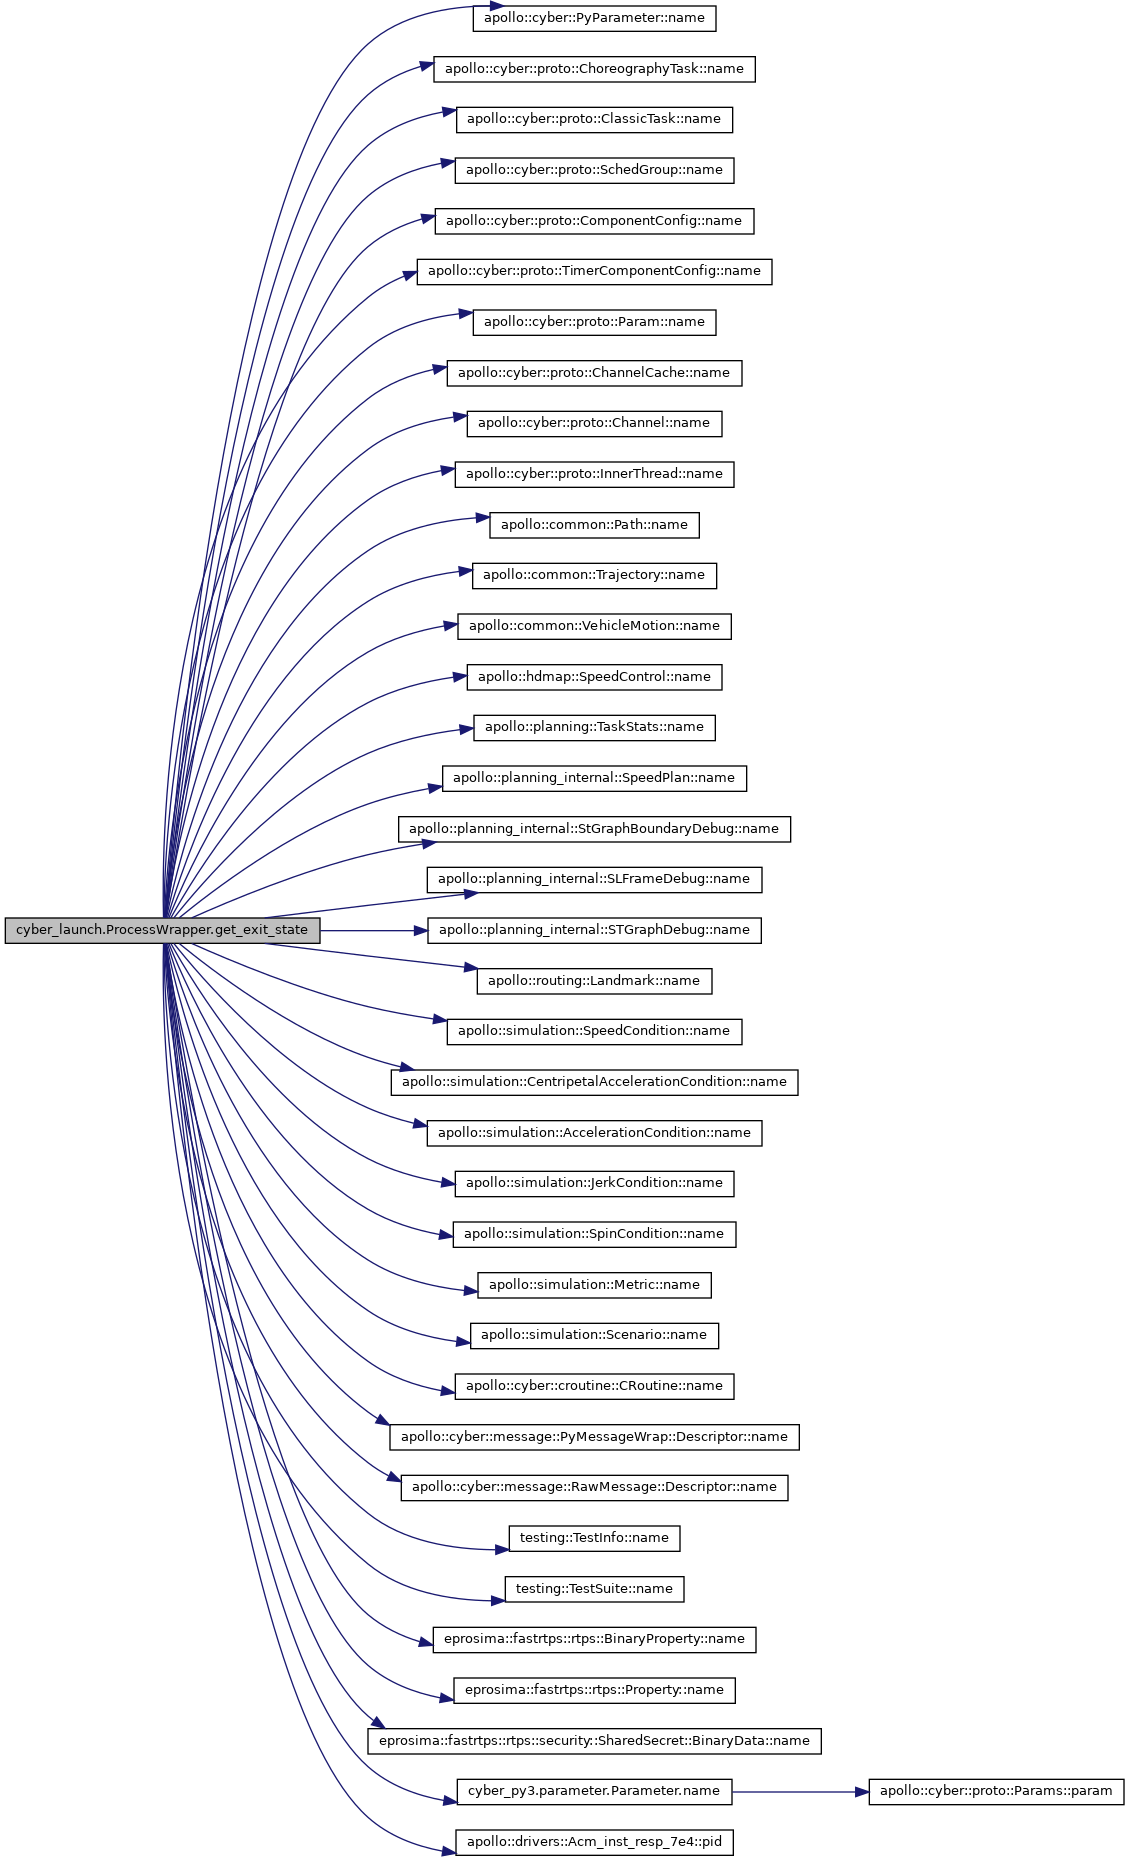 apollo::cyber::PyParameter::name
apollo::cyber::proto::ChoreographyTask::name
apollo::cyber::proto::ClassicTask::name
apollo::cyber::proto::SchedGroup::name
apollo::cyber::proto::ComponentConfig::name
apollo::cyber::proto::TimerComponentConfig::name
apollo::cyber::proto::Param::name
apollo::cyber::proto::ChannelCache::name
apollo::cyber::proto::Channel::name
apollo::cyber::proto::InnerThread::name
apollo::common::Path::name
apollo::common::Trajectory::name
apollo::common::VehicleMotion::name
apollo::hdmap::SpeedControl::name
apollo::planning::TaskStats::name
apollo::planning_internal::SpeedPlan::name
apollo::planning_internal::StGraphBoundaryDebug::name
apollo::planning_internal::SLFrameDebug::name
cyber_launch.ProcessWrapper.get_exit_state
apollo::planning_internal::STGraphDebug::name
apollo::routing::Landmark::name
apollo::simulation::SpeedCondition::name
apollo::simulation::CentripetalAccelerationCondition::name
apollo::simulation::AccelerationCondition::name
apollo::simulation::JerkCondition::name
apollo::simulation::SpinCondition::name
apollo::simulation::Metric::name
apollo::simulation::Scenario::name
apollo::cyber::croutine::CRoutine::name
apollo::cyber::message::PyMessageWrap::Descriptor::name
apollo::cyber::message::RawMessage::Descriptor::name
testing::TestInfo::name
testing::TestSuite::name
eprosima::fastrtps::rtps::BinaryProperty::name
eprosima::fastrtps::rtps::Property::name
eprosima::fastrtps::rtps::security::SharedSecret::BinaryData::name
cyber_py3.parameter.Parameter.name
apollo::cyber::proto::Params::param
apollo::drivers::Acm_inst_resp_7e4::pid